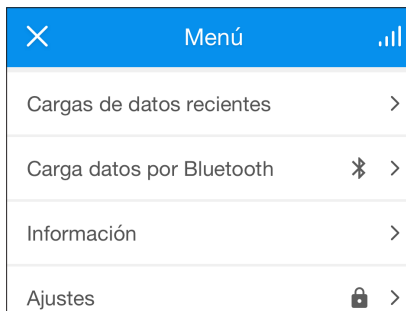 Menú
Cargas de datos recientes
Carga datos por Bluetooth
Información
Ajustes